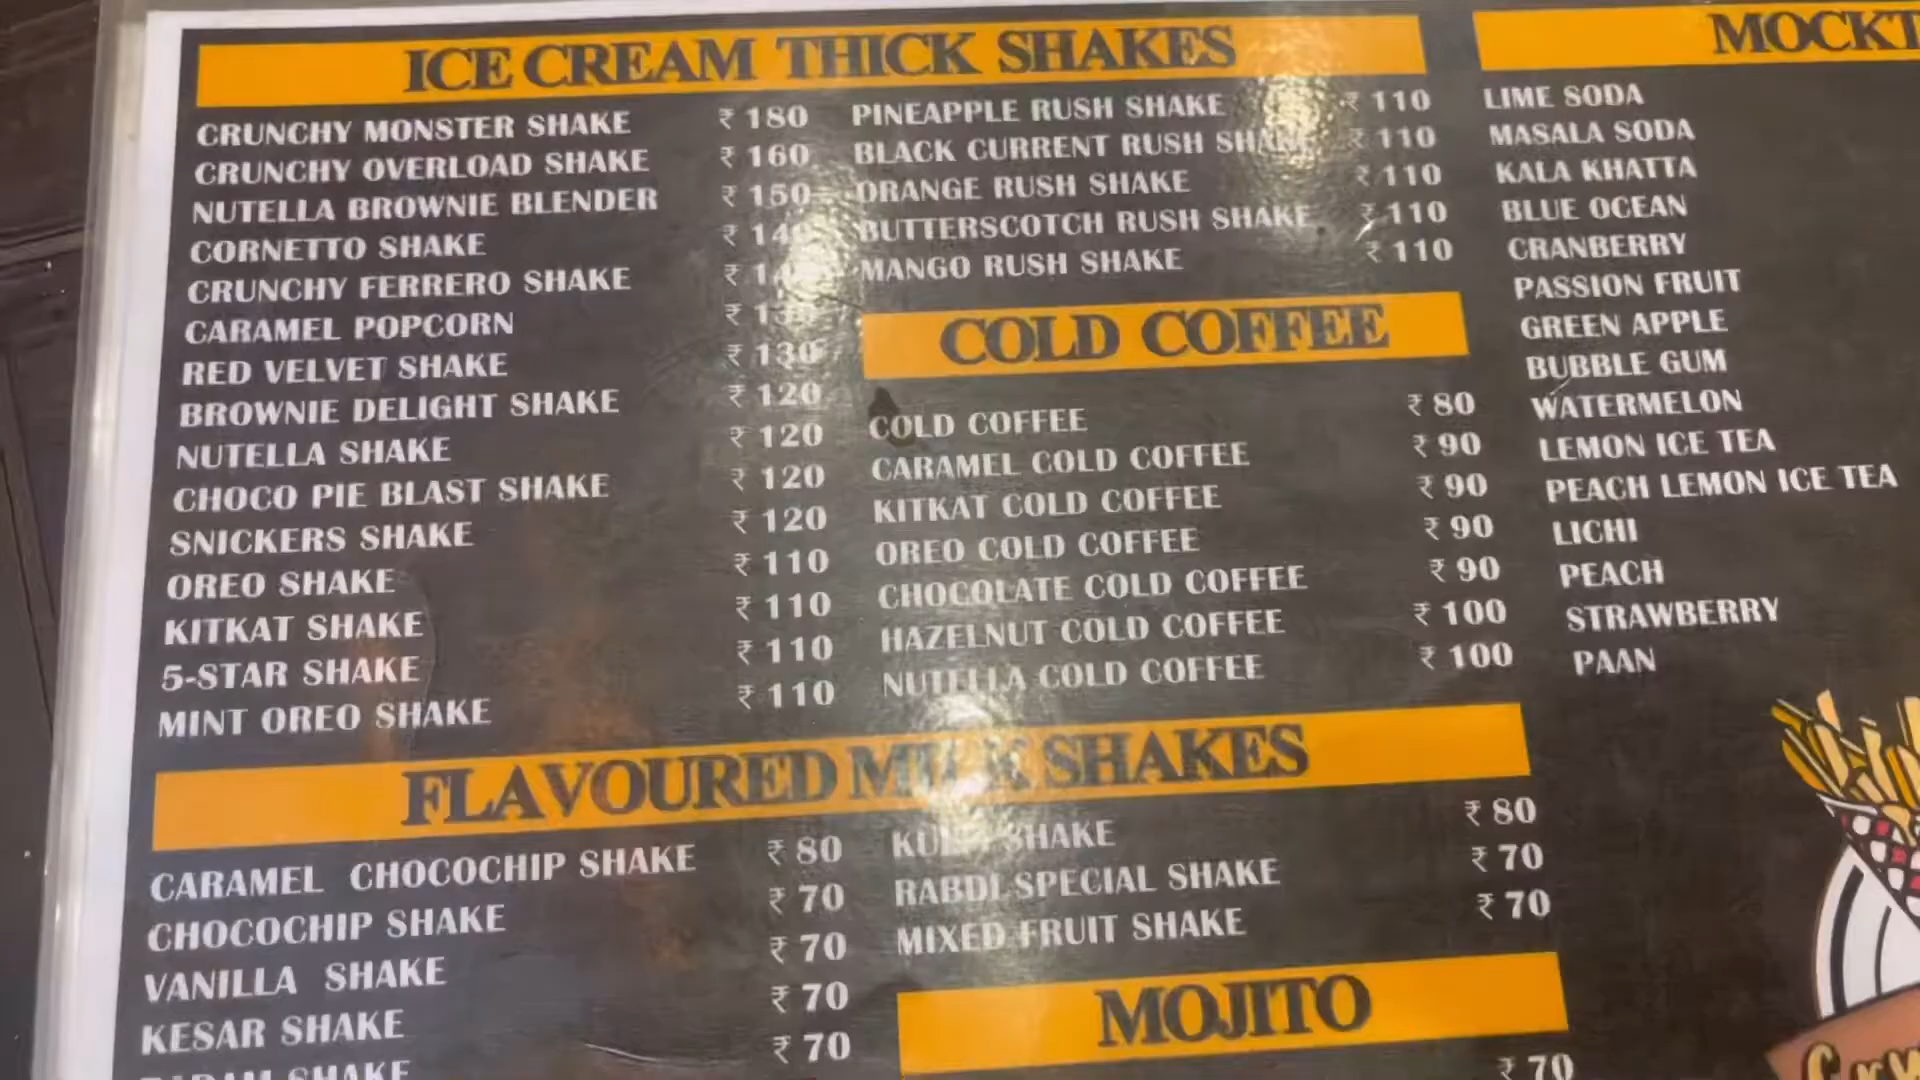 ICE CREAM THICK SHAKES
CRUNCHY MONSTER SHAKE ₹ 180
CRUNCHY OVERLOAD SHAKE ₹ 160
NUTELLA BROWNIE BLENDER ₹ 150
CORNETTO SHAKE ₹
CRUNCHY FERRERO SHAKE ₹
CARAMEL POPCORN ₹
RED VELVET SHAKE ₹ 130
BROWNIE DELIGHT SHAKE ₹ 120
NUTELLA SHAKE ₹ 120
CHOCO PIE BLAST SHAKE ₹ 120
SNICKERS SHAKE ₹ 120
OREO SHAKE ₹ 110
KITKAT SHAKE ₹ 110
5-STAR SHAKE ₹ 110
MINT OREO SHAKE ₹ 110
PINEAPPLE RUSH SHAKE ₹ 110
BLACK CURRENT RUSH SHAKE ₹ 110
ORANGE RUSH SHAKE ₹ 110
BUTTERSCOTCH RUSH SHAKE ₹ 110
MANGO RUSH SHAKE ₹ 110
COLD COFFEE
COLD COFFEE ₹ 80
CARAMEL COLD COFFEE ₹ 90
KITKAT COLD COFFEE ₹ 90
OREO COLD COFFEE ₹ 90
CHOCOLATE COLD COFFEE ₹ 90
HAZELNUT COLD COFFEE ₹ 100
NUTELLA COLD COFFEE ₹ 100
FLAVOURED MILK SHAKES
CARAMEL CHOCOCHIP SHAKE ₹ 80
CHOCOCHIP SHAKE ₹ 70
VANILLA SHAKE ₹ 70
KESAR SHAKE ₹ 70
SHAKE ₹ 70
SHAKE ₹ 80
RABDI SPECIAL SHAKE ₹ 70
MIXED FRUIT SHAKE ₹ 70
MOJITO
₹ 70
MOCKT
LIME SODA
MASALA SODA
KALA KHATTA
BLUE OCEAN
CRANBERRY
PASSION FRUIT
GREEN APPLE
BUBBLE GUM
WATERMELON
LEMON ICE TEA
PEACH LEMON ICE TEA
LICHI
PEACH
STRAWBERRY
PAAN